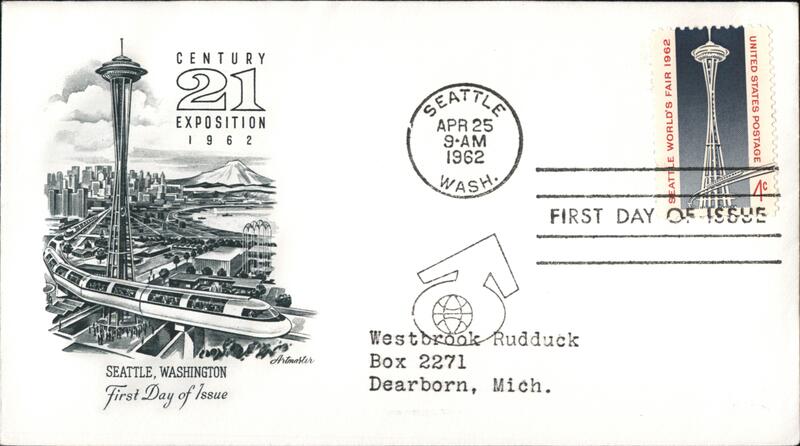 CENTURY
21
EXPOSITION
1962
SEATTLE, WASHINGTON
First Day of Issue
Artmaster
SEATTLE
APR 25
9-AM
1962
WASH.
SEATTLE WORLD'S FAIR 1962
UNITED STATES POSTAGE
4¢
FIRST DAY OF ISSUE
Westbrook Rudduck
Box 2271
Dearborn, Mich.